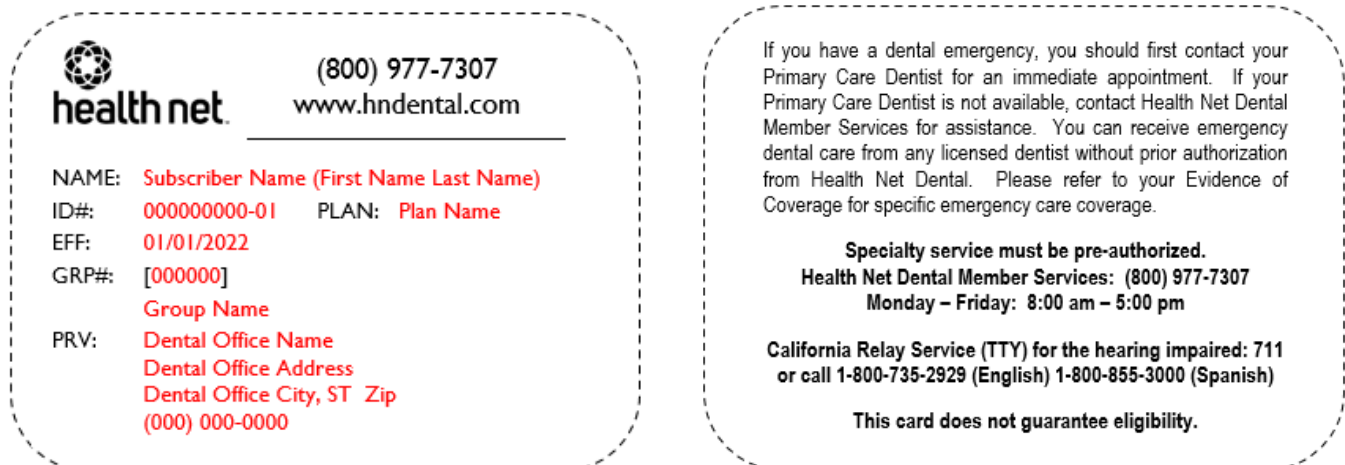 health net.
(800) 977-7307
www.hndental.com
NAME: Subscriber Name (First Name Last Name)
ID#: 000000000-01 PLAN: Plan Name
EFF: 01/01/2022
GRP#: [000000]
Group Name
PRV: Dental Office Name
Dental Office Address
Dental Office City, ST Zip
(000) 000-0000
If you have a dental emergency, you should first contact your
Primary Care Dentist for an immediate appointment. If your
Primary Care Dentist is not available, contact Health Net Dental
Member Services for assistance. You can receive emergency
dental care from any licensed dentist without prior authorization
from Health Net Dental. Please refer to your Evidence of
Coverage for specific emergency care coverage.
Specialty service must be pre-authorized.
Health Net Dental Member Services: (800) 977-7307
Monday – Friday: 8:00 am – 5:00 pm
California Relay Service (TTY) for the hearing impaired: 711
or call 1-800-735-2929 (English) 1-800-855-3000 (Spanish)
This card does not guarantee eligibility.